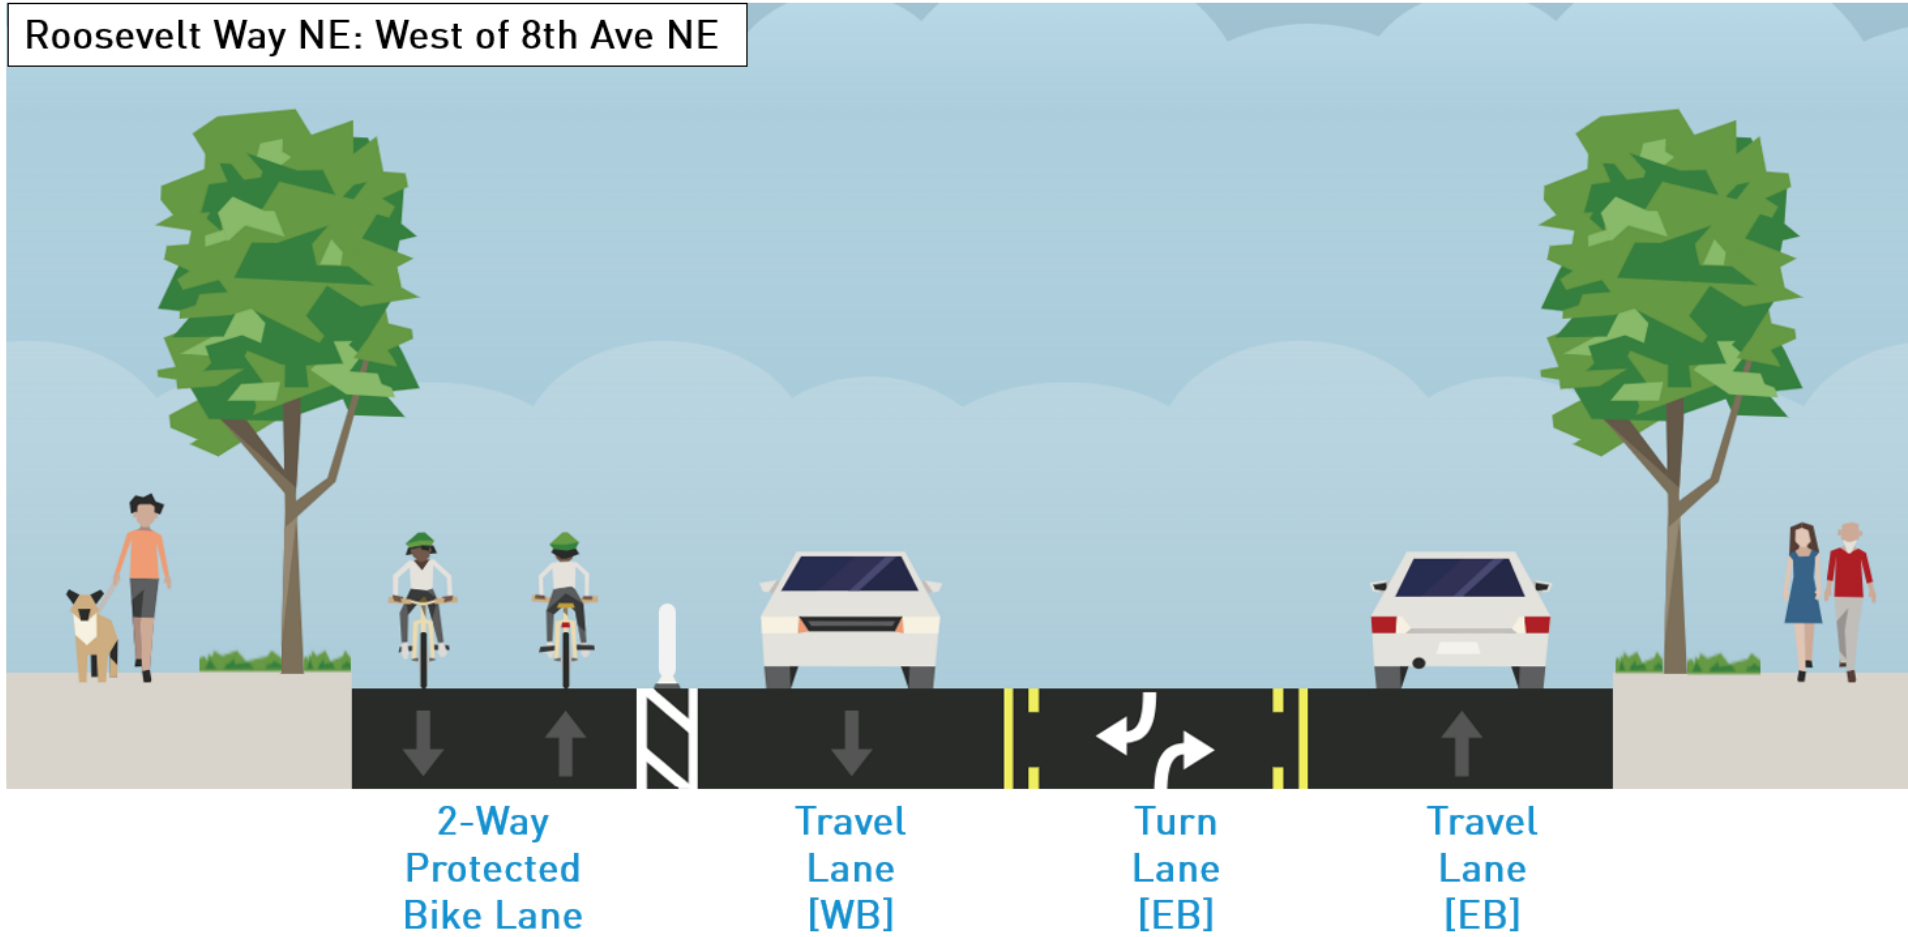 Roosevelt Way NE: West of 8th Ave NE
2-Way
Protected
Bike Lane
Travel
Lane
[WB]
Turn
Lane
[EB]
Travel
Lane
[EB]